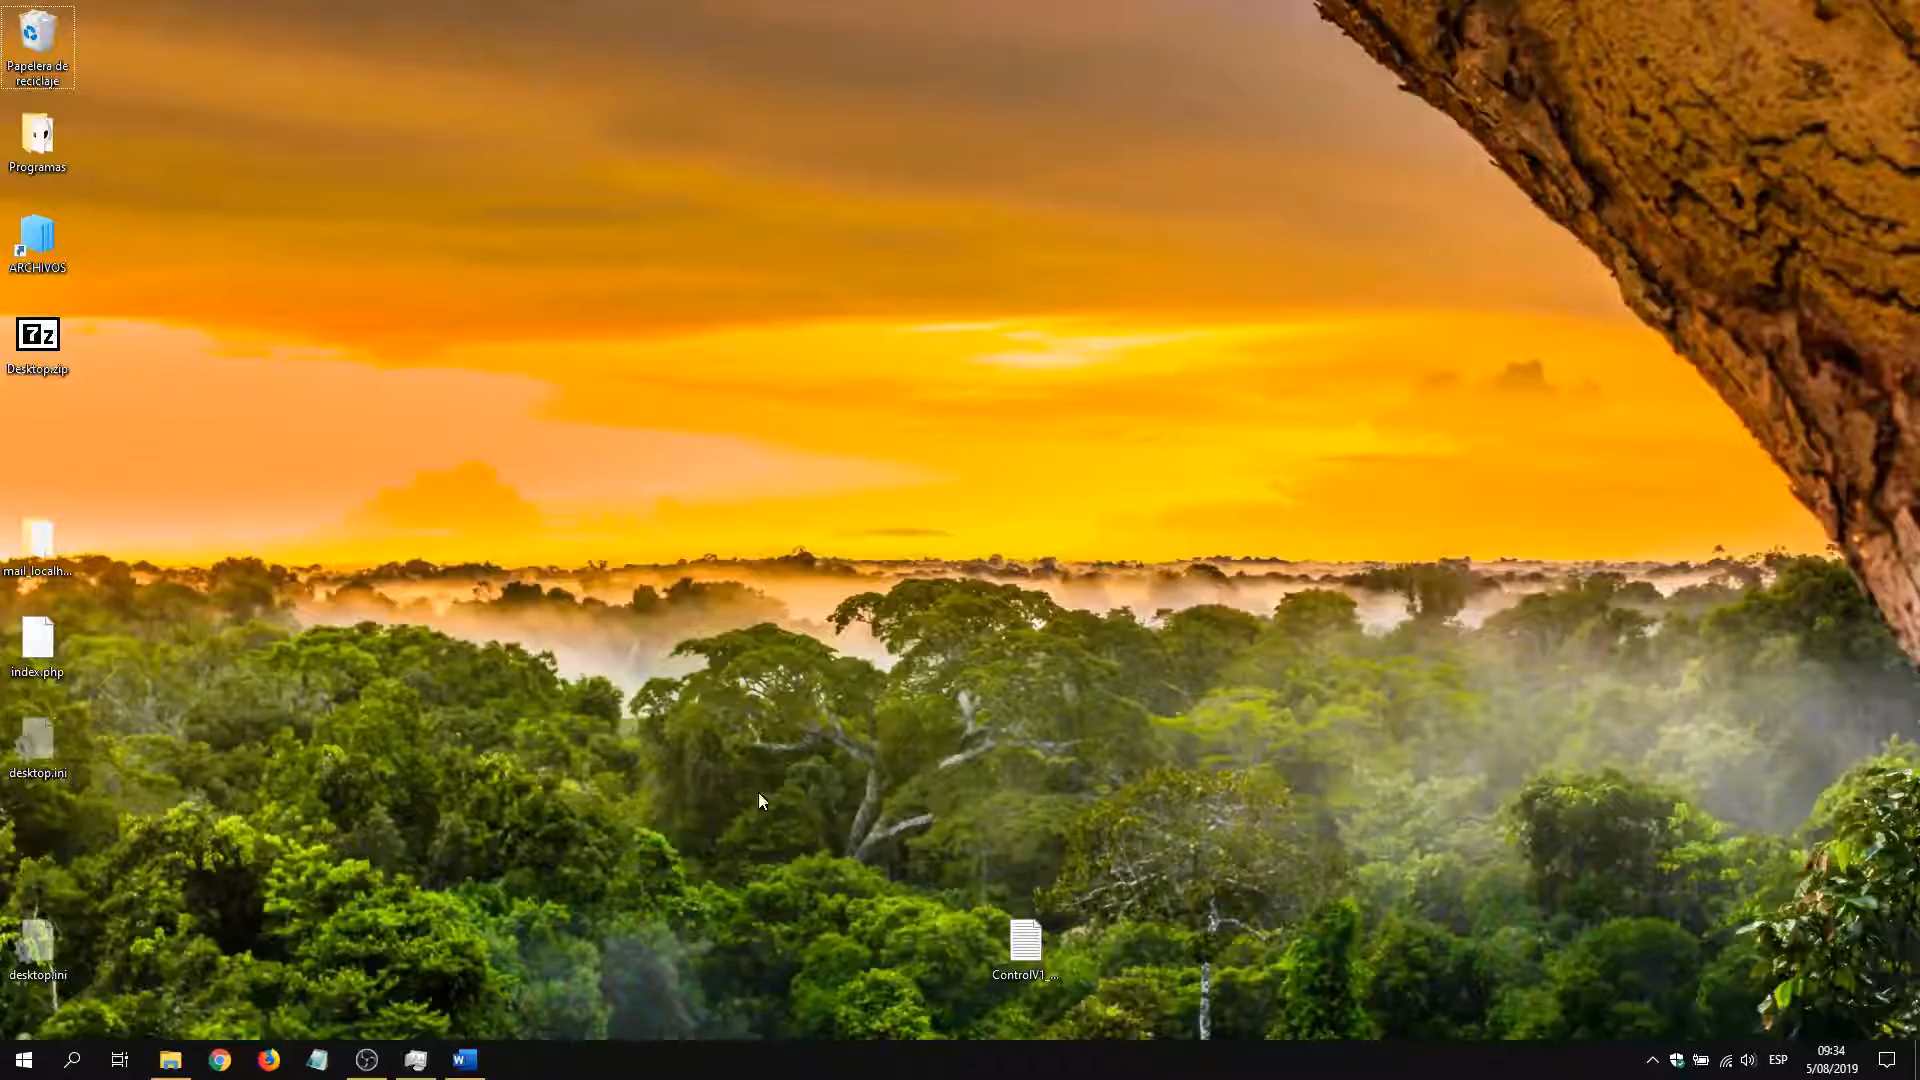 Papelera de
reciclaje
Programas
ARCHIVOS
7z
Desktop.zip
mail_localh...
index.php
desktop.ini
desktop.ini
ControlV1_...
W
ESP
09:34
5/08/2019